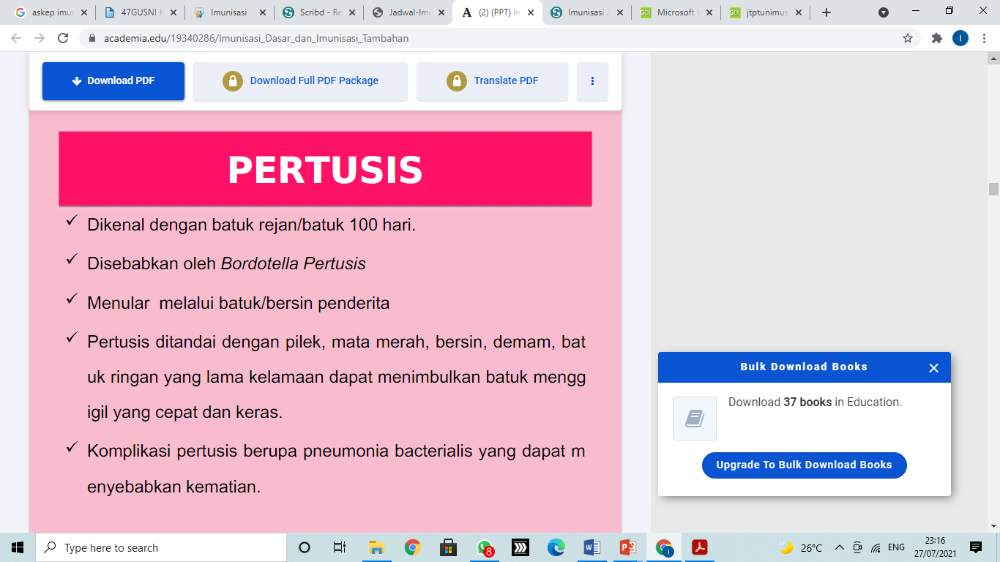 askep imu
47GUSNI K
Imunisasi
Scribd - Re
Jadwal-Imu
(2) (PPT) Im
Imunisasi 2
Microsoft W
jtptunimus
academia.edu/19340286/Imunisasi_Dasar_dan_Imunisasi_Tambahan
I
Download PDF
Download Full PDF Package
Translate PDF
PERTUSIS
Dikenal dengan batuk rejan/batuk 100 hari.
Disebabkan oleh Bordotella Pertusis
Menular melalui batuk/bersin penderita
Pertusis ditandai dengan pilek, mata merah, bersin, demam, bat
uk ringan yang lama kelamaan dapat menimbulkan batuk mengg
igil yang cepat dan keras.
Komplikasi pertusis berupa pneumonia bacterialis yang dapat m
enyebabkan kematian.
Bulk Download Books
Download 37 books in Education.
Upgrade To Bulk Download Books
Type here to search
8
26°C
ENG
23:16
27/07/2021